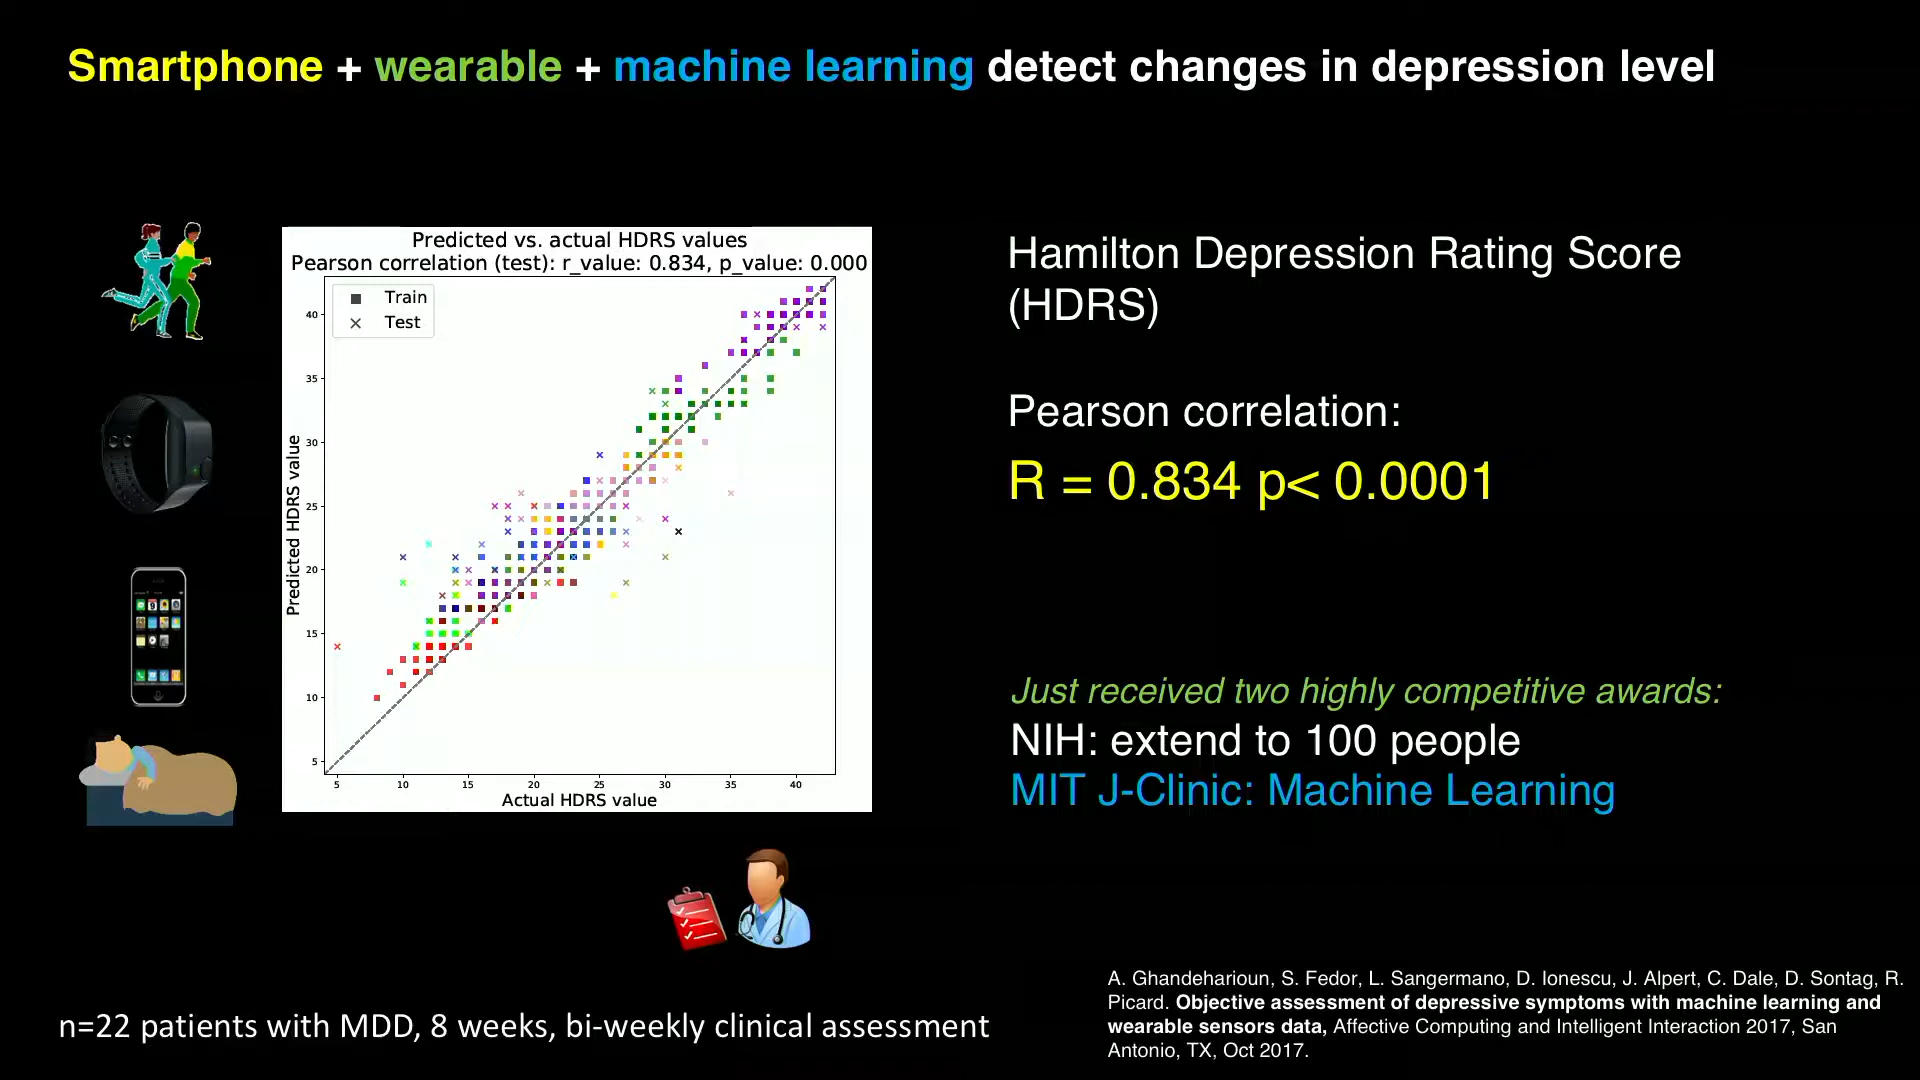 Smartphone + wearable + machine learning detect changes in depression level
Predicted vs. actual HDRS values
Pearson correlation (test): r_value: 0.834, p_value: 0.000
Train
Test
Predicted HDRS value
40
35
30
25
20
15
10
5
5 10 15 20 25 30 35 40
Actual HDRS value
Hamilton Depression Rating Score
(HDRS)
Pearson correlation:
R = 0.834 p< 0.0001
Just received two highly competitive awards:
NIH: extend to 100 people
MIT J-Clinic: Machine Learning
n=22 patients with MDD, 8 weeks, bi-weekly clinical assessment
A. Ghandeharioun, S. Fedor, L. Sangermano, D. Ionescu, J. Alpert, C. Dale, D. Sontag, R.
Picard. Objective assessment of depressive symptoms with machine learning and
wearable sensors data, Affective Computing and Intelligent Interaction 2017, San
Antonio, TX, Oct 2017.